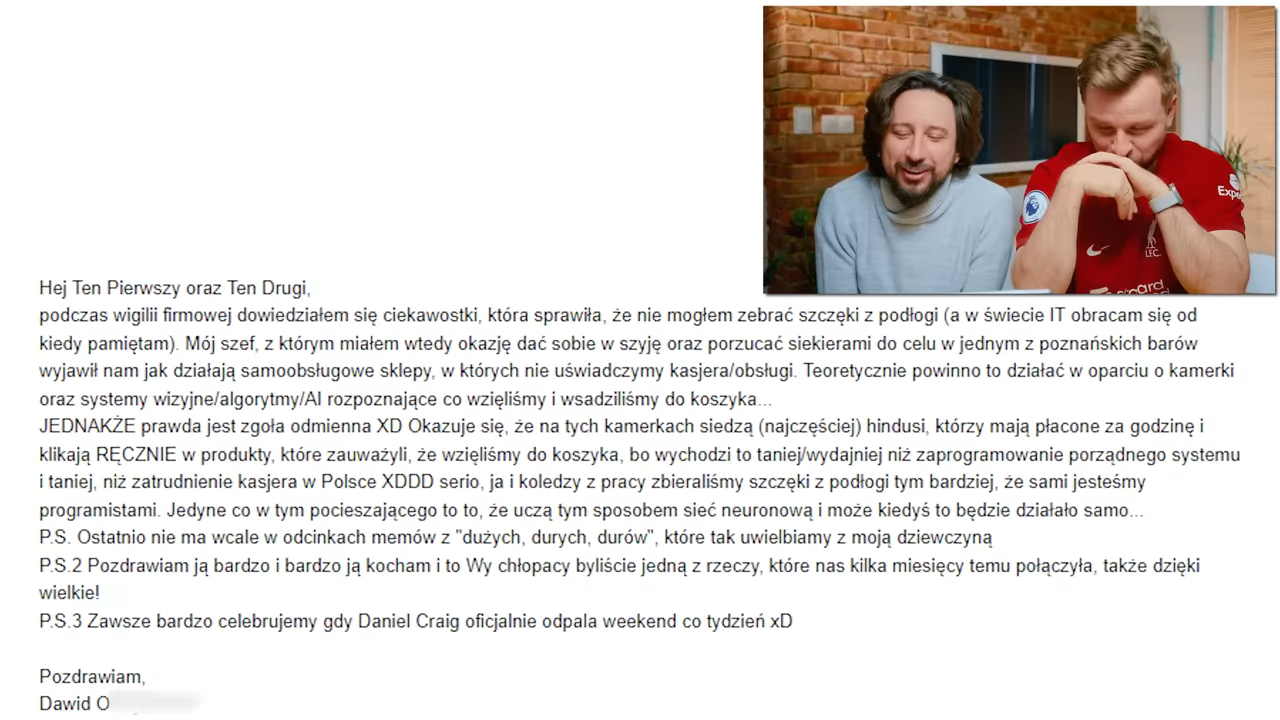 Expe
L.F.C.
Hej Ten Pierwszy oraz Ten Drugi,
podczas wigilii firmowej dowiedziałem się ciekawostki, która sprawiła, że nie mogłem zebrać szczęki z podłogi (a w świecie IT obracam się od
kiedy pamiętam). Mój szef, z którym miałem wtedy okazję dać sobie w szyję oraz porzucać siekierami do celu w jednym z poznańskich barów
wyjawił nam jak działają samoobsługowe sklepy, w których nie uświadczymy kasjera/obsługi. Teoretycznie powinno to działać w oparciu o kamerki
oraz systemy wizyjne/algorytmy/AI rozpoznające co wzięliśmy i wsadziliśmy do koszyka...
JEDNAKŻE prawda jest zgoła odmienna XD Okazuje się, że na tych kamerkach siedzą (najczęściej) hindusi, którzy mają płacone za godzinę i
klikają RĘCZNIE w produkty, które zauważyli, że wzięliśmy do koszyka, bo wychodzi to taniej/wydajniej niż zaprogramowanie porządnego systemu
i taniej, niż zatrudnienie kasjera w Polsce XDDD serio, ja i koledzy z pracy zbieraliśmy szczęki z podłogi tym bardziej, że sami jesteśmy
programistami. Jedyne co w tym pocieszającego to to, że uczą tym sposobem sieć neuronową i może kiedyś to będzie działało samo...
P.S. Ostatnio nie ma wcale w odcinkach memów z "dużych, durych, durów", które tak uwielbiamy z moją dziewczyną
P.S.2 Pozdrawiam ją bardzo i bardzo ją kocham i to Wy chłopacy byliście jedną z rzeczy, które nas kilka miesięcy temu połączyła, także dzięki
wielkie!
P.S.3 Zawsze bardzo celebrujemy gdy Daniel Craig oficjalnie odpala weekend co tydzień xD
Pozdrawiam,
Dawid O